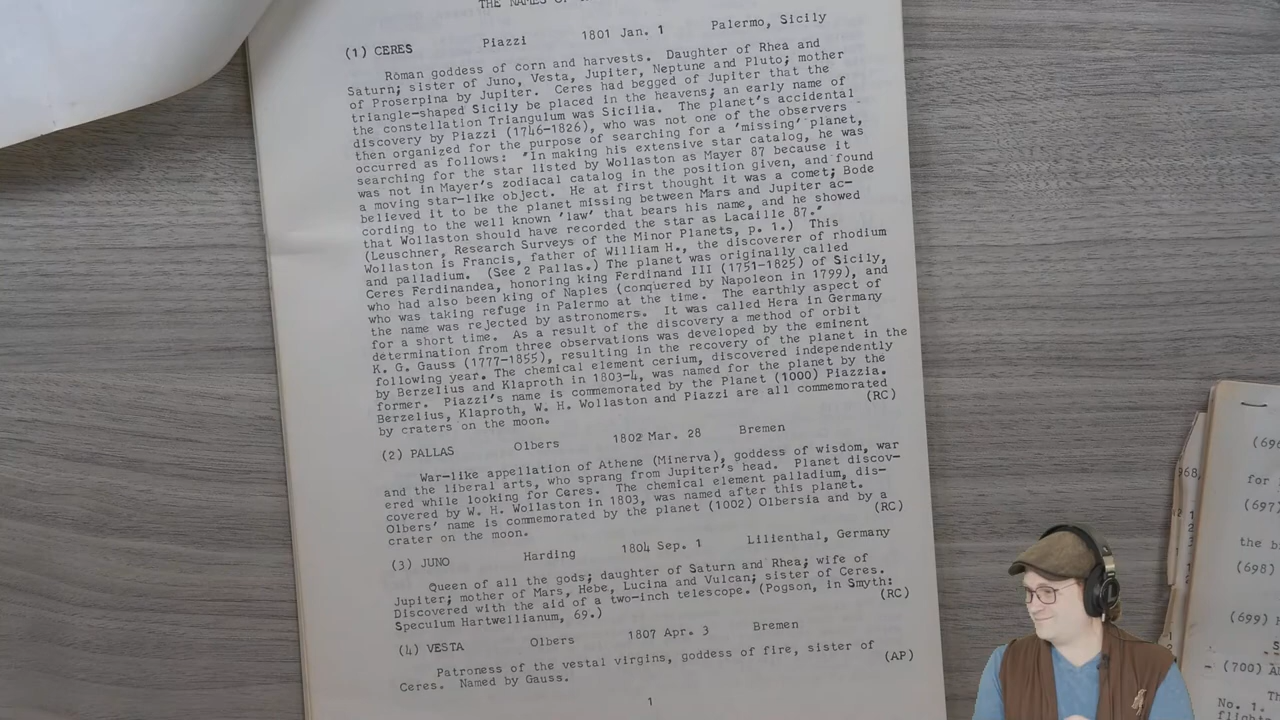 THE NAMES OF
(1) CERES Piazzi 1801 Jan. 1 Palermo, Sicily
Roman goddess of corn and harvests. Daughter of Rhea and
Saturn; sister of Juno, Vesta, Jupiter, Neptune and Pluto; mother
of Proserpina by Jupiter. Ceres had begged of Jupiter that the
triangle-shaped Sicily be placed in the heavens; an early name of
the constellation Triangulum was Sicilia. The planet's accidental
discovery by Piazzi (1746-1826), who was not one of the observers
then organized for the purpose of searching for a 'missing' planet,
occurred as follows: "In making his extensive star catalog, he was
searching for the star listed by Wollaston as Mayer 87 because it
was not in Mayer's zodiacal catalog in the position given, and found
a moving star-like object. He at first thought it was a comet; Bode
believed it to be the planet missing between Mars and Jupiter ac-
cording to the well known 'law' that bears his name, and he showed
that Wollaston should have recorded the star as Lacaille 87."
(Leuschner, Research Surveys of the Minor Planets, p. 1.) This
Wollaston is Francis, father of William H., the discoverer of rhodium
and palladium. (See 2 Pallas.) The planet was originally called
Ceres Ferdinandea, honoring king Ferdinand III (1751-1825) of Sicily,
who had also been king of Naples (conquered by Napoleon in 1799), and
who was taking refuge in Palermo at the time. The earthly aspect of
the name was rejected by astronomers. It was called Hera in Germany
for a short time. As a result of the discovery a method of orbit
determination from three observations was developed by the eminent
K. G. Gauss (1777-1855), resulting in the recovery of the planet in the
following year. The chemical element cerium, discovered independently
by Berzelius and Klaproth in 1803-4, was named for the planet by the
former. Piazzi's name is commemorated by the Planet (1000) Piazzia.
Berzelius, Klaproth, W. H. Wollaston and Piazzi are all commemorated
by craters on the moon. (RC)
(2) PALLAS Olbers 1802 Mar. 28 Bremen
War-like appellation of Athene (Minerva), goddess of wisdom, war
and the liberal arts, who sprang from Jupiter's head. Planet discov-
ered while looking for Ceres. The chemical element palladium, dis-
covered by W. H. Wollaston in 1803, was named after this planet.
Olbers' name is commemorated by the planet (1002) Olbersia and by a
crater on the moon. (RC)
(3) JUNO Harding 1804 Sep. 1 Lilienthal, Germany
Queen of all the gods; daughter of Saturn and Rhea; wife of
Jupiter; mother of Mars, Hebe, Lucina and Vulcan; sister of Ceres.
Discovered with the aid of a two-inch telescope. (Pogson, in Smyth:
Speculum Hartwellianum, 69.) (RC)
(4) VESTA Olbers 1807 Apr. 3 Bremen
Patroness of the vestal virgins, goddess of fire, sister of
Ceres. Named by Gauss. (AP)
1
968,
for
(697)
the b
(698)
(699)
(700)
No. 1.